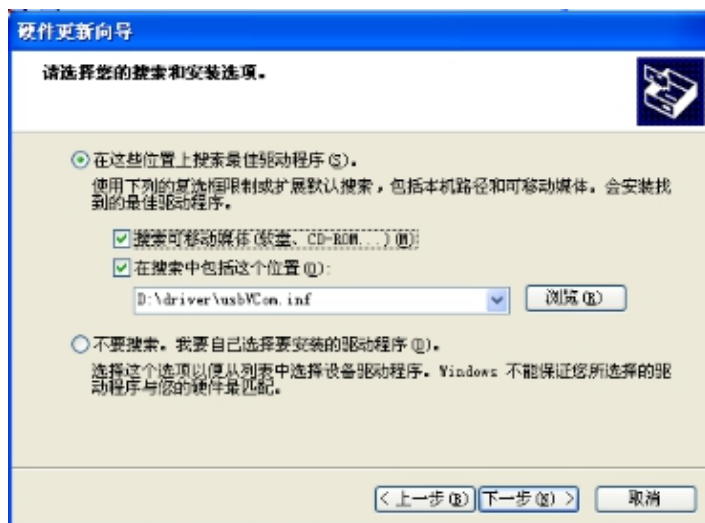 硬件更新向导
请选择您的搜索和安装选项。
在这些位置上搜索最佳驱动程序(S)。
使用下列的复选框限制或扩展默认搜索，包括本机路径和可移动媒体。会安装找
到的最佳驱动程序。
搜索可移动媒体(软盘、CD-ROM...)(M)
在搜索中包括这个位置(O):
D:\driver\usbVCom.inf
浏览(R)
不要搜索。我要自己选择要安装的驱动程序(D)。
选择这个选项以便从列表中选择设备驱动程序。Windows 不能保证您所选择的驱
动程序与您的硬件最匹配。
< 上一步(B) 下一步(N) > 取消